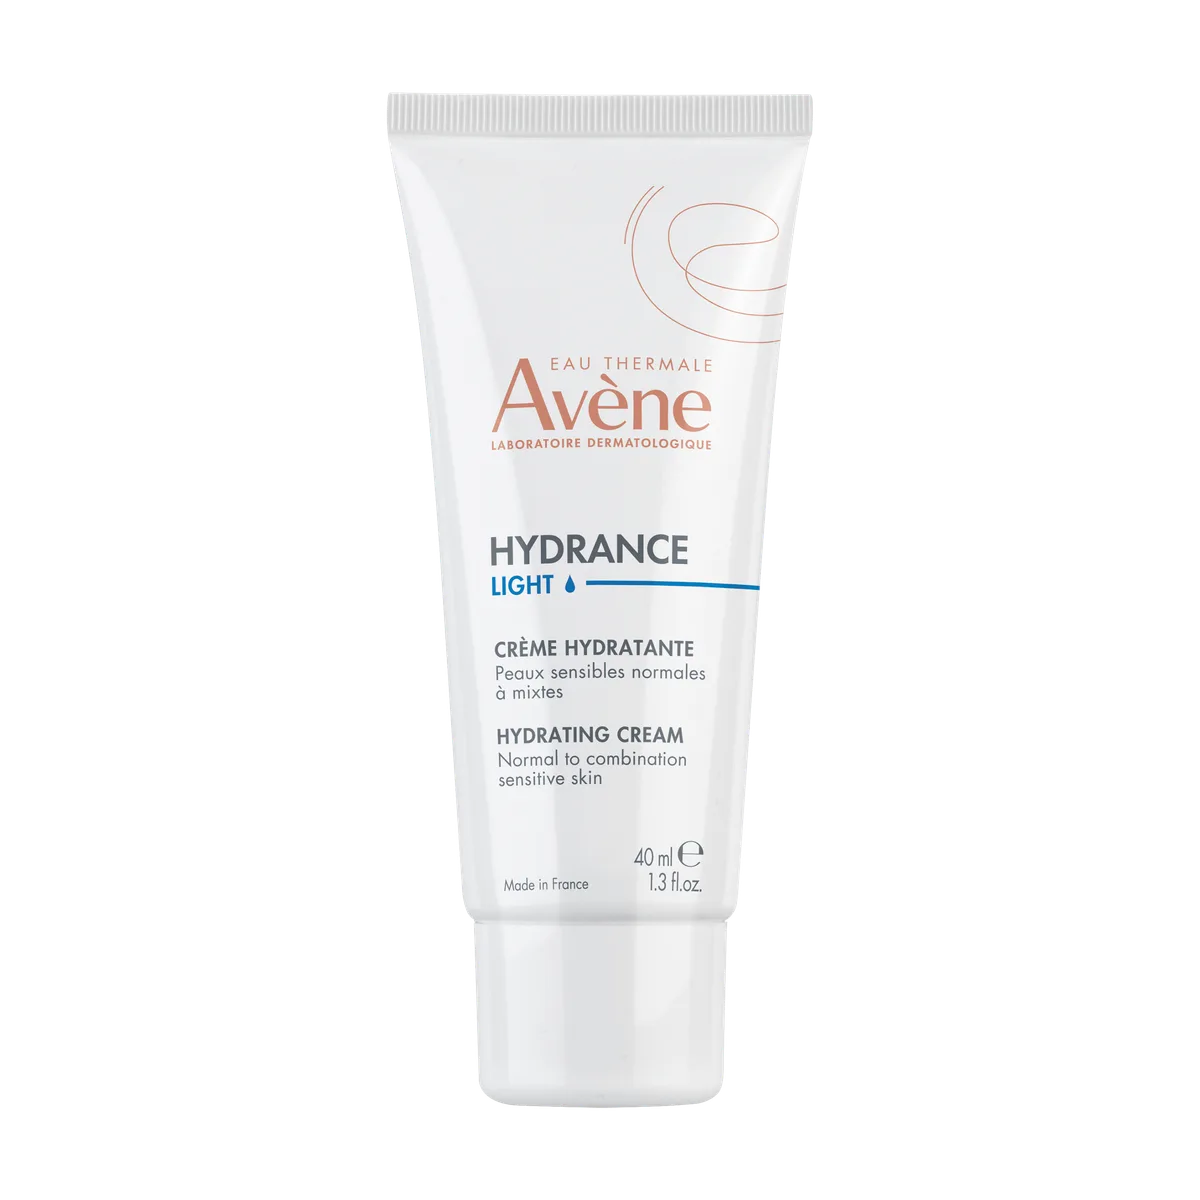 EAU THERMALE
Avène
LABORATOIRE DERMATOLOGIQUE
HYDRANCE
LIGHT
CRÈME HYDRATANTE
Peaux sensibles normales
à mixtes
HYDRATING CREAM
Normal to combination
sensitive skin
40 ml ℮
Made in France 1.3 fl.oz.